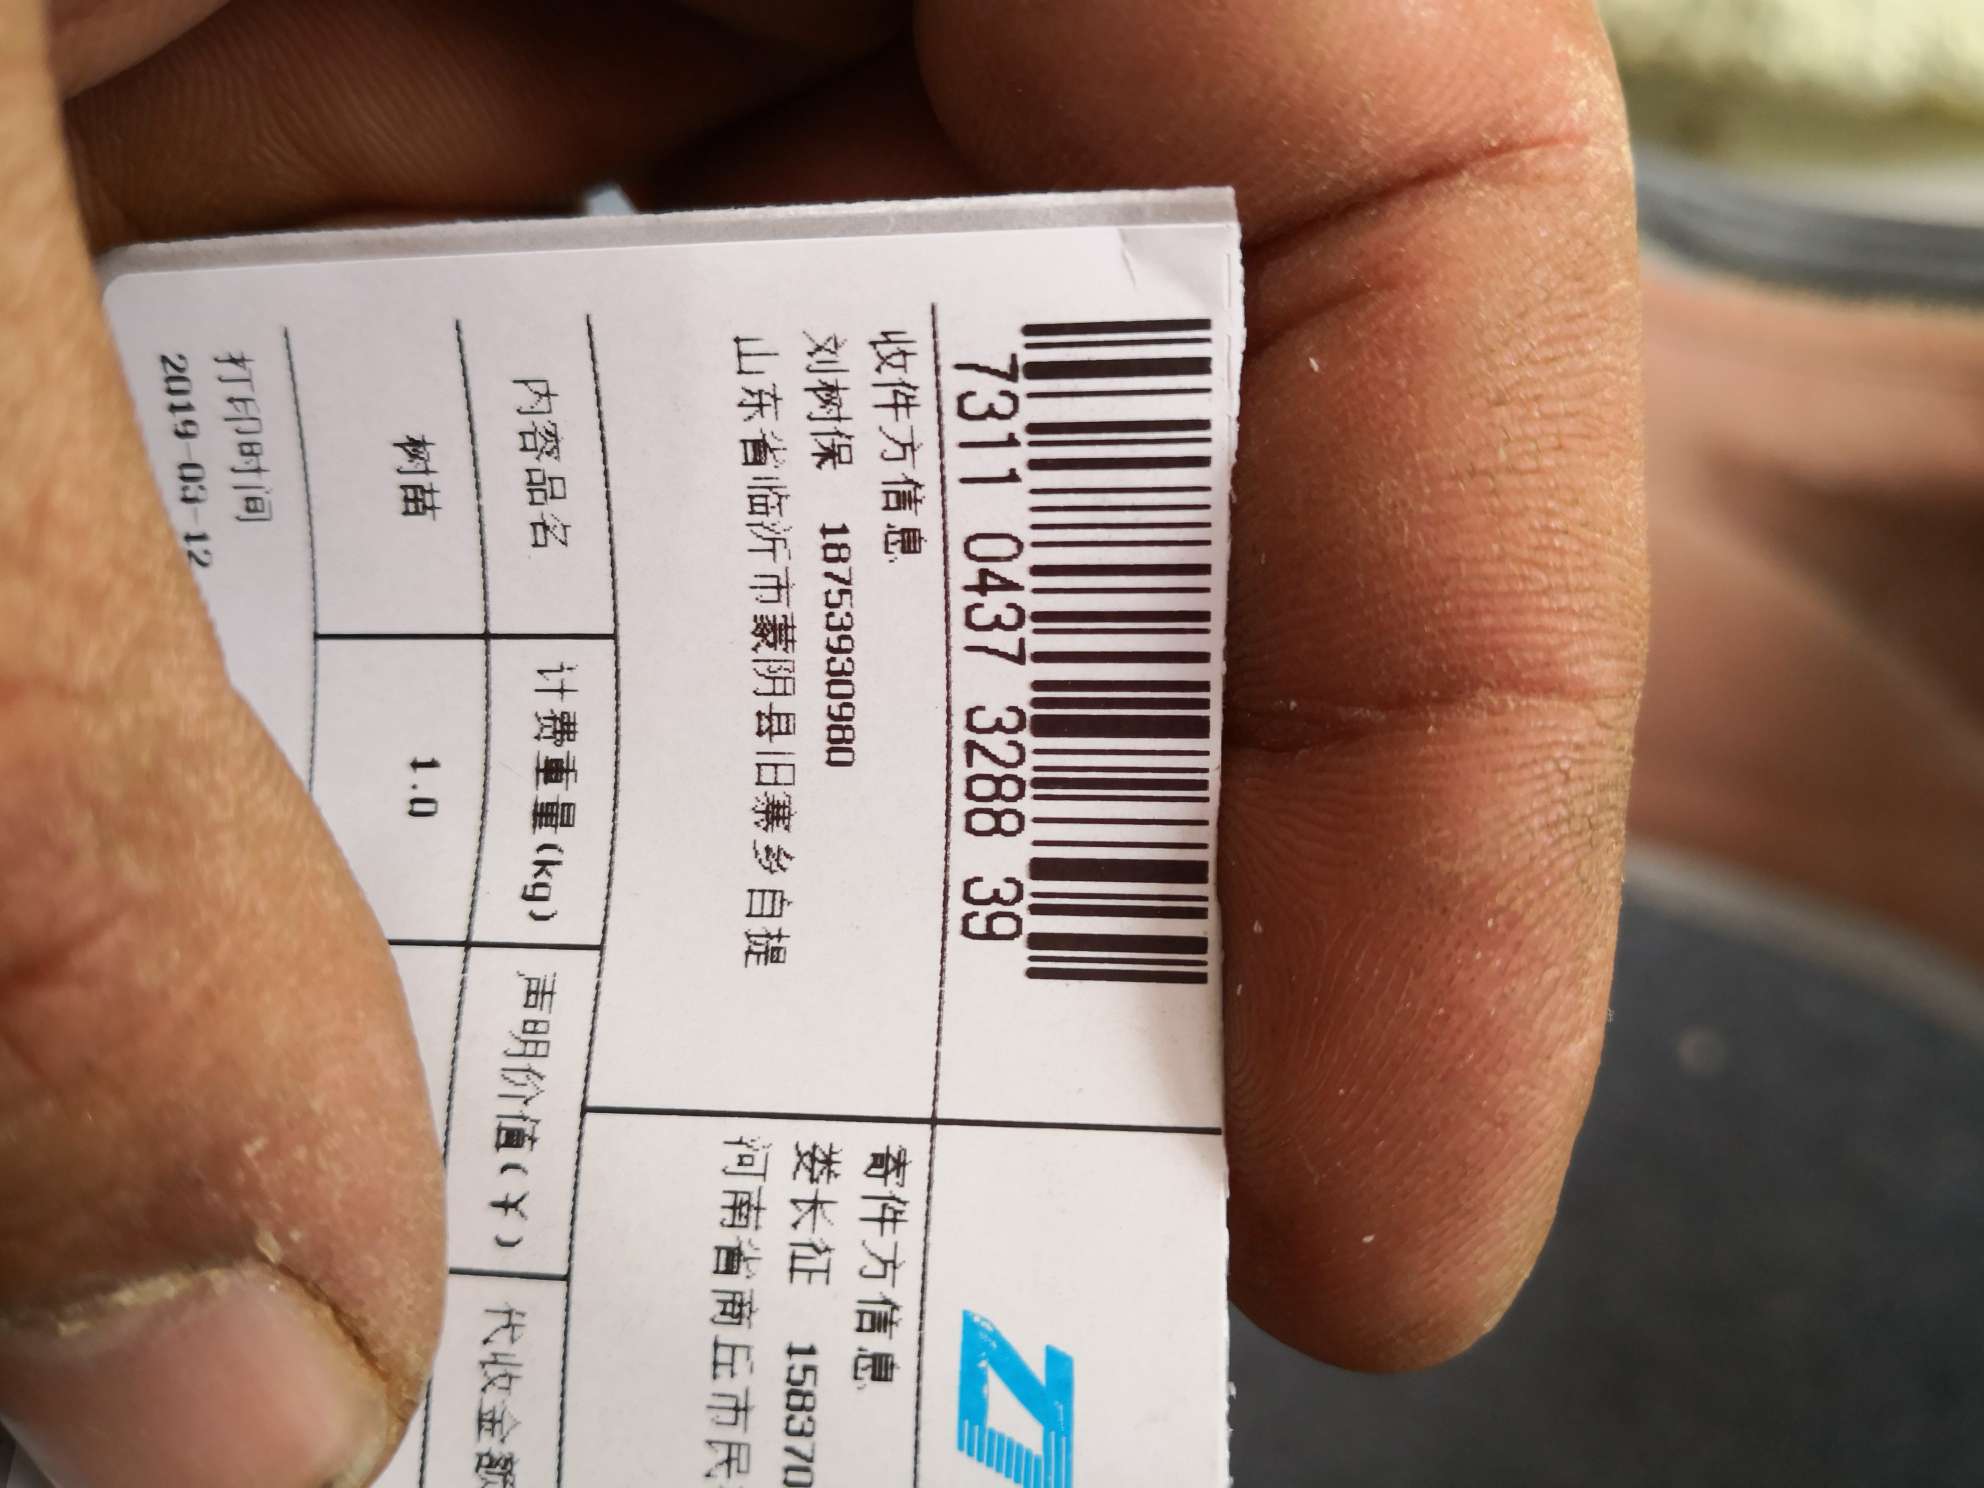 7311 0437 3288 39
收件方信息
刘树保 18753930980
山东省临沂市蒙阴县旧寨乡自提
寄件方信息
娄长征 1583970
河南省商丘市民
内容品名
计费重量(kg)
声明价值(¥)
代收金额
树苗
1.0
打印时间
2019-03-12